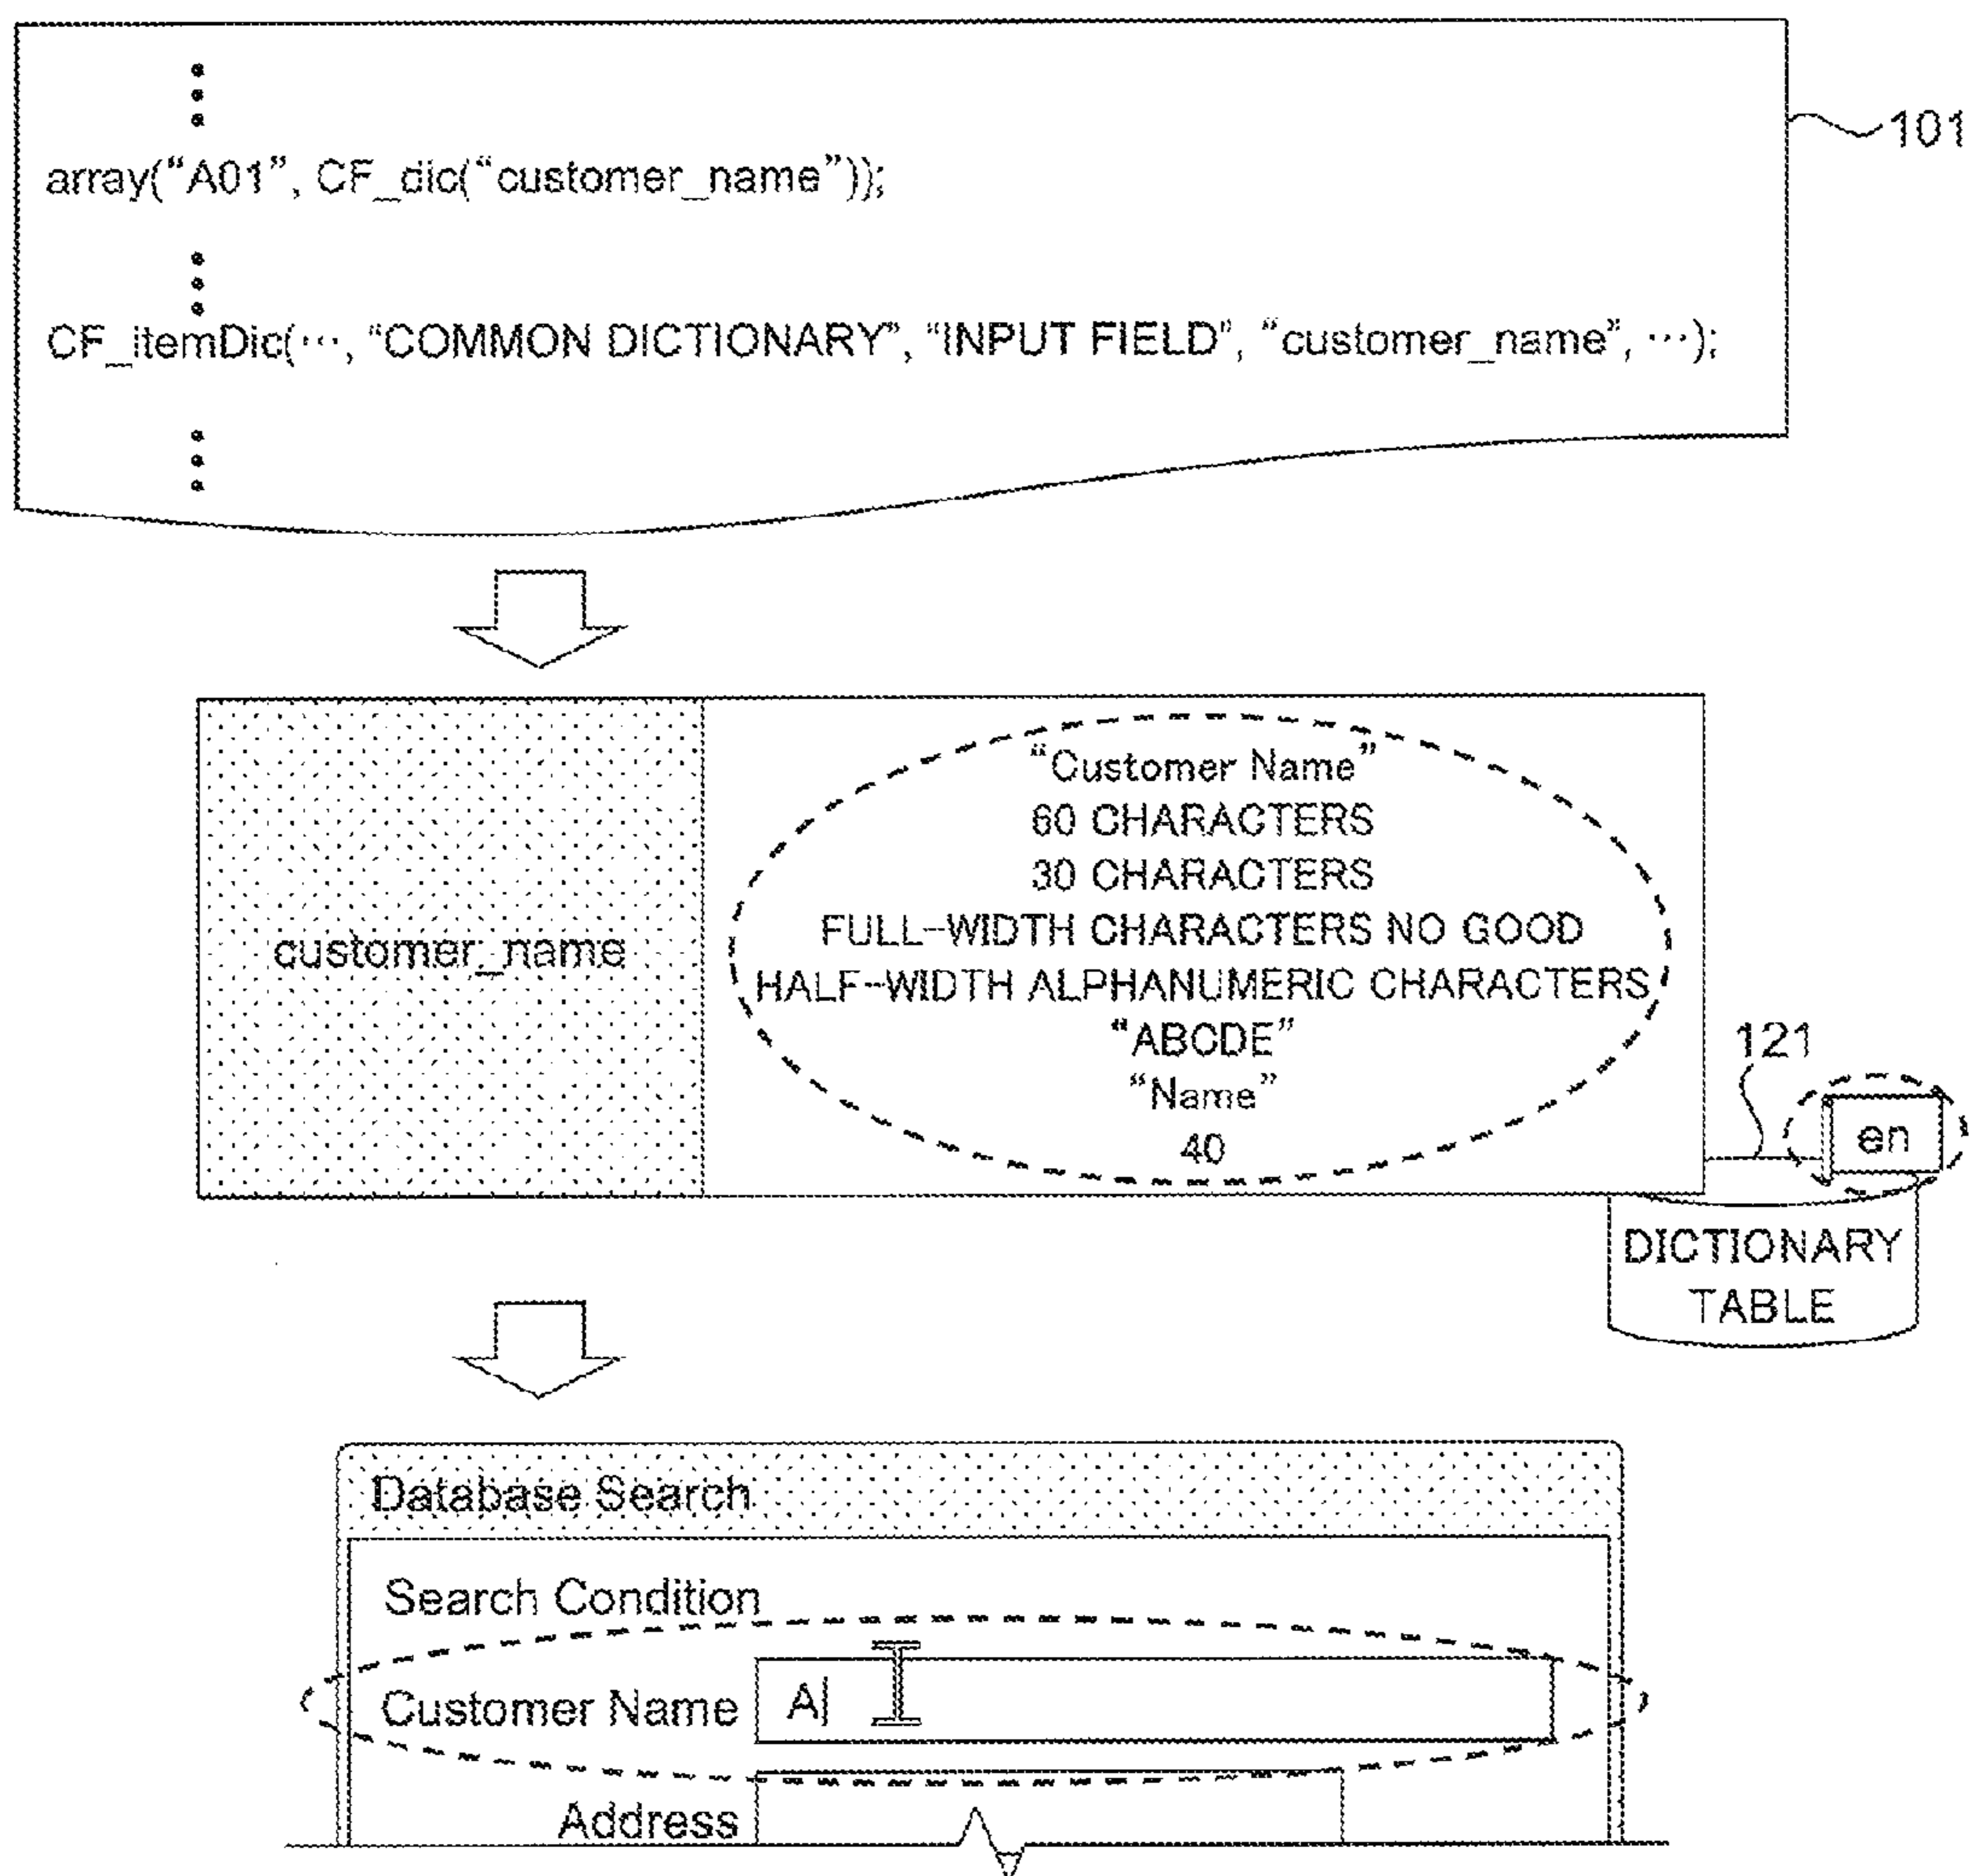 101
array(“A01”, CF_dic(“customer_name”));
CF_itemDic(…, “COMMON DICTIONARY”, “INPUT FIELD”, “customer_name”, …);
customer_name
“Customer Name”
60 CHARACTERS
30 CHARACTERS
FULL-WIDTH CHARACTERS NO GOOD
HALF-WIDTH ALPHANUMERIC CHARACTERS
“ABCDE”
“Name”
40
121
en
DICTIONARY
TABLE
Database Search
Search Condition
Customer Name A
Address